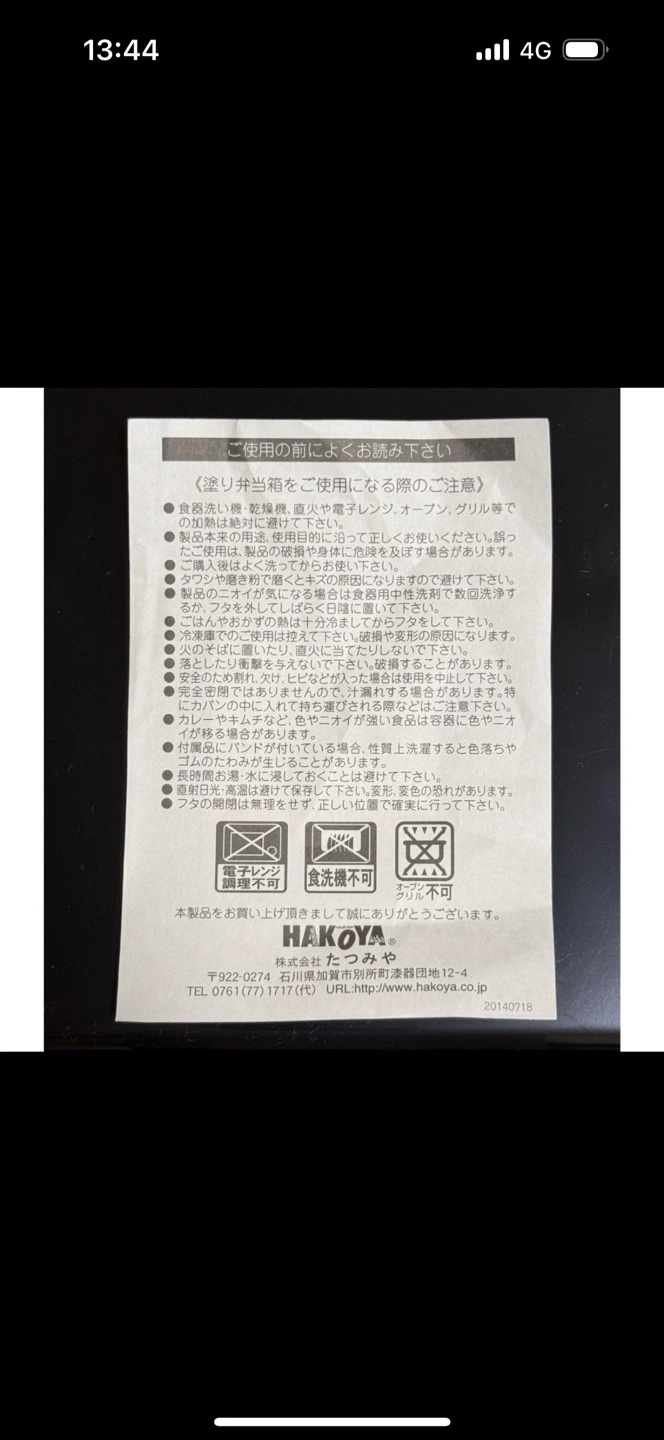 13:44 4G
ご使用の前によくお読み下さい
《塗り弁当箱をご使用になる際のご注意》
●食器洗い機・乾燥機、直火や電子レンジ、オーブン、グリル等で
の加熱は絶対に避けて下さい。
●製品本来の用途、使用目的に沿って正しくお使いください。誤っ
たご使用は、製品の破損や身体に危険を及ぼす場合があります。
●ご購入後はよく洗ってからお使い下さい。
●タワシや磨き粉で磨くとキズの原因になりますので避けて下さい。
●製品のニオイが気になる場合は食器用中性洗剤で数回洗浄す
るか、フタを外してしばらく日陰に置いて下さい。
●ごはんやおかずの熱は十分冷ましてからフタをして下さい。
●冷凍庫でのご使用は控えて下さい。破損や変形の原因になります。
●火のそばに置いたり、直火に当てたりしないで下さい。
●落としたり衝撃を与えないで下さい。破損することがあります。
●安全のため割れ、欠け、ヒビなどが入った場合は使用を中止して下さい。
●完全密閉ではありませんので、汁漏れする場合があります。特
にカバンの中に入れて持ち運びされる際などはご注意下さい。
●カレーやキムチなど、色やニオイが強い食品は容器に色やニオ
イが移る場合があります。
●付属品にバンドが付いている場合、性質上洗濯すると色落ちや
ゴムのたわみが生じることがあります。
●長時間お湯・水に浸しておくことは避けて下さい。
●直射日光・高温は避けて保存して下さい。変形、変色の恐れがあります。
●フタの開閉は無理をせず、正しい位置で確実に行って下さい。
電子レンジ
調理不可
食洗機不可
オーブン
グリル不可
本製品をお買い上げ頂きまして誠にありがとうございます。
HAKOYA®
株式会社 たつみや
〒922-0274 石川県加賀市別所町漆器団地12-4
TEL 0761(77)1717(代) URL:http://www.hakoya.co.jp
20140718